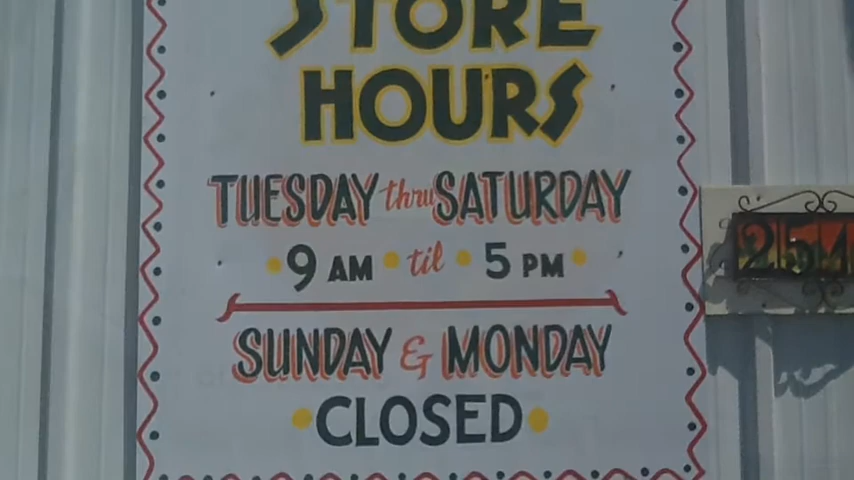 STORE
HOURS
TUESDAY thru SATURDAY
9 AM • til • 5 PM
SUNDAY & MONDAY
CLOSED